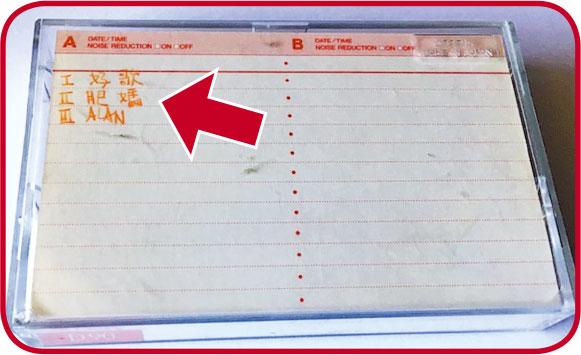 A DATE/TIME
NOISE REDUCTION □ON □OFF
B DATE/TIME
NOISE REDUCTION □ON □OFF
I 好歌
II 肥媽
III ALAN